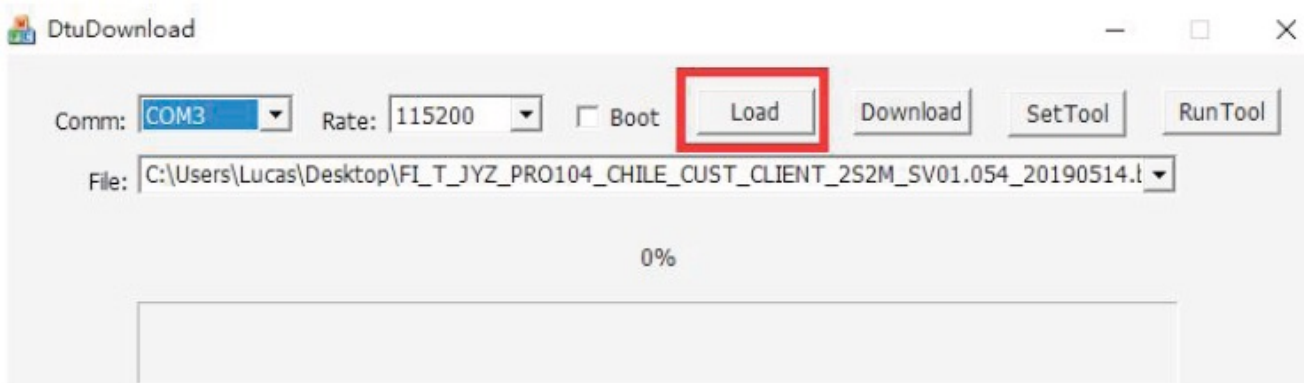 DtuDownload
Comm: COM3 Rate: 115200 Boot Load Download SetTool RunTool
File: C:\Users\Lucas\Desktop\FI_T_JYZ_PRO104_CHILE_CUST_CLIENT_2S2M_SV01.054_20190514.b
0%